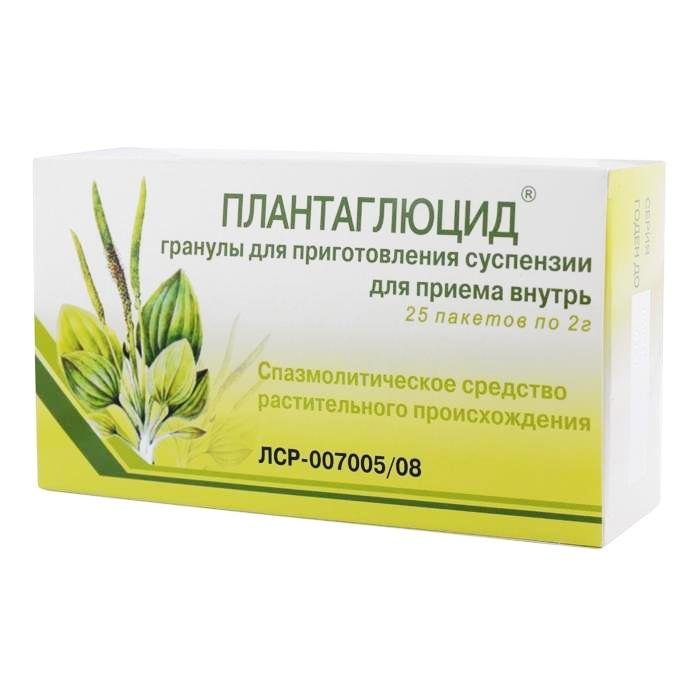 ПЛАНТАГЛЮЦИД®
гранулы для приготовления суспензии
для приема внутрь
25 пакетов по 2г
Спазмолитическое средство
растительного происхождения
ЛСР-007005/08
СЕРИЯ
ГОДЕН ДО